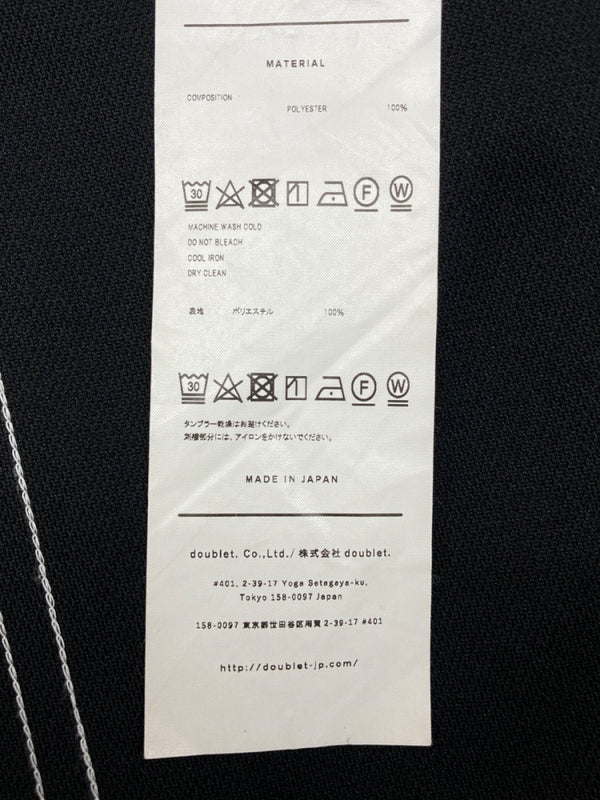 MATERIAL
COMPOSITION
POLYESTER 100%
30 F W
MACHINE WASH COLD
DO NOT BLEACH
COOL IRON
DRY CLEAN
表地 ポリエステル 100%
30 F W
タンブラー乾燥はお避けください。
刺繍部分には、アイロンをかけないでください。
MADE IN JAPAN
doublet. Co.,Ltd./株式会社 doublet.
#401, 2-39-17 Yoga Setagaya-ku,
Tokyo 158-0097 Japan
158-0097 東京都世田谷区用賀 2-39-17 #401
http://doublet-jp.com/